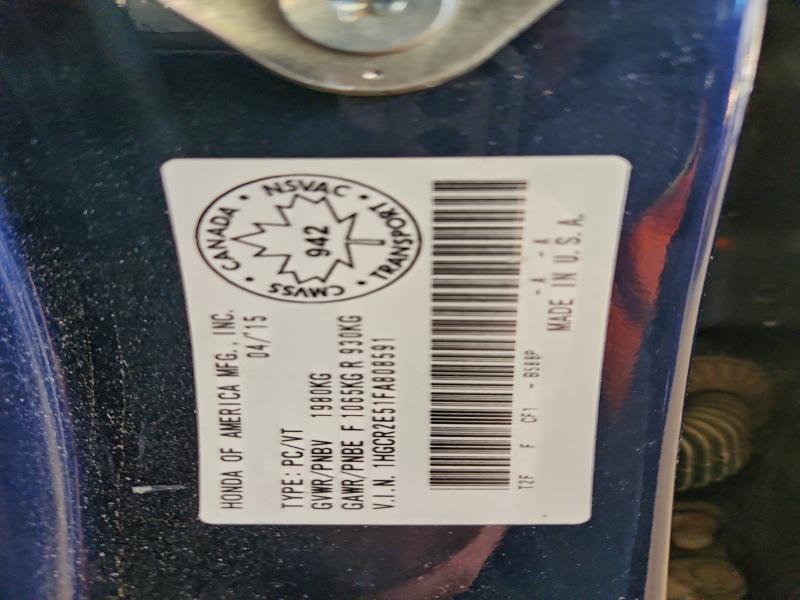 HONDA OF AMERICA MFG., INC.
04/15
CANADA • NSVAC • TRANSPORT • CMVSS •
942
TYPE: PC/VT
GVWR/PNBV 1980KG
GAWR/PNBE F 1065KG R 930KG
V.I.N. 1HGCR2E51FA808591
T2F F CF1 - B588P - A - A
MADE IN U.S.A.